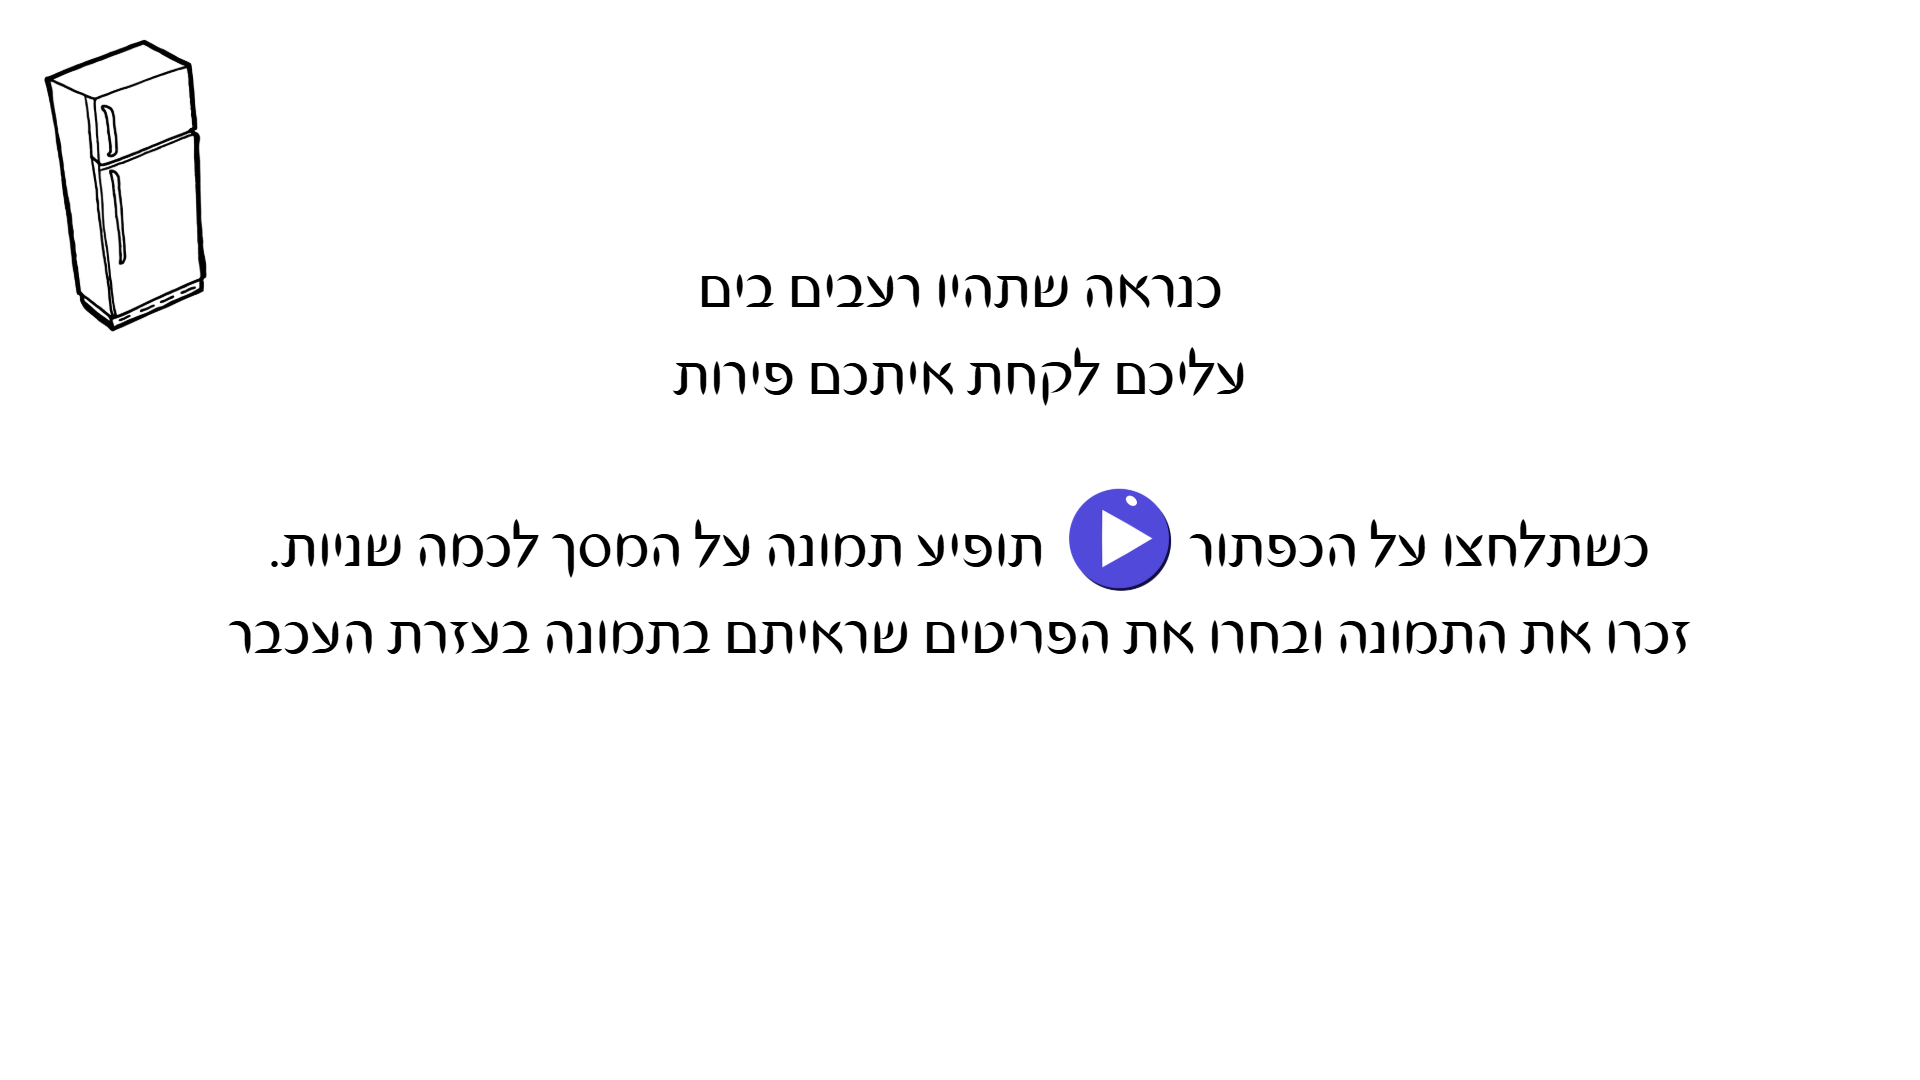 כנראה שתהיו רעבים בים
עליכם לקחת איתכם פירות
כשתלחצו על הכפתור תופיע תמונה על המסך לכמה שניות.
זכרו את התמונה ובחרו את הפריטים שראיתם בתמונה בעזרת העכבר